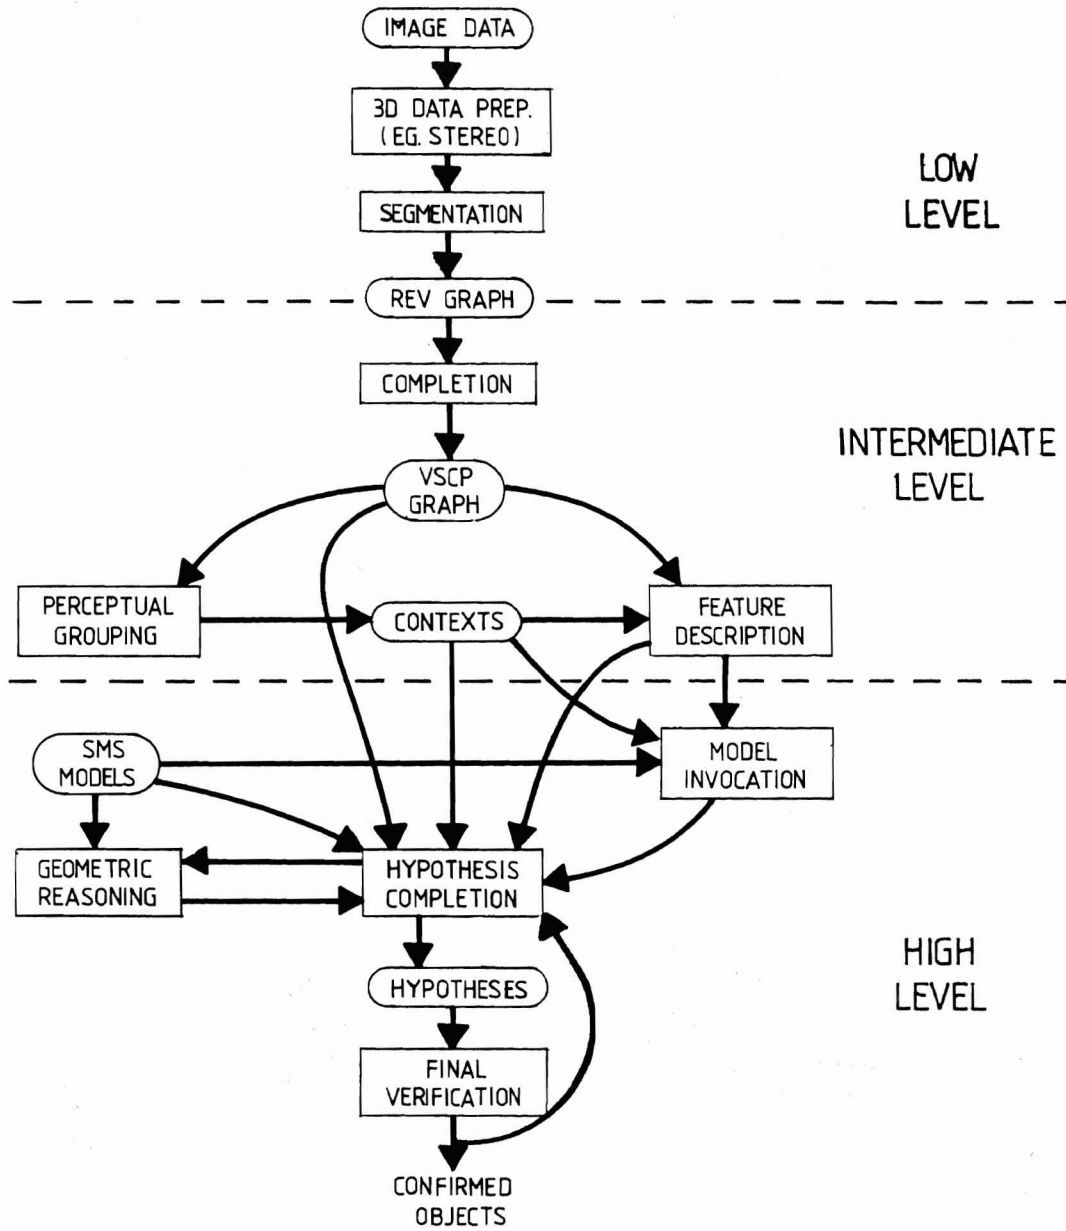 IMAGE DATA
3D DATA PREP.
(EG. STEREO)
LOW
LEVEL
SEGMENTATION
REV GRAPH
COMPLETION
INTERMEDIATE
LEVEL
VSCP
GRAPH
PERCEPTUAL
GROUPING
CONTEXTS
FEATURE
DESCRIPTION
SMS
MODELS
MODEL
INVOCATION
GEOMETRIC
REASONING
HYPOTHESIS
COMPLETION
HIGH
LEVEL
HYPOTHESES
FINAL
VERIFICATION
CONFIRMED
OBJECTS